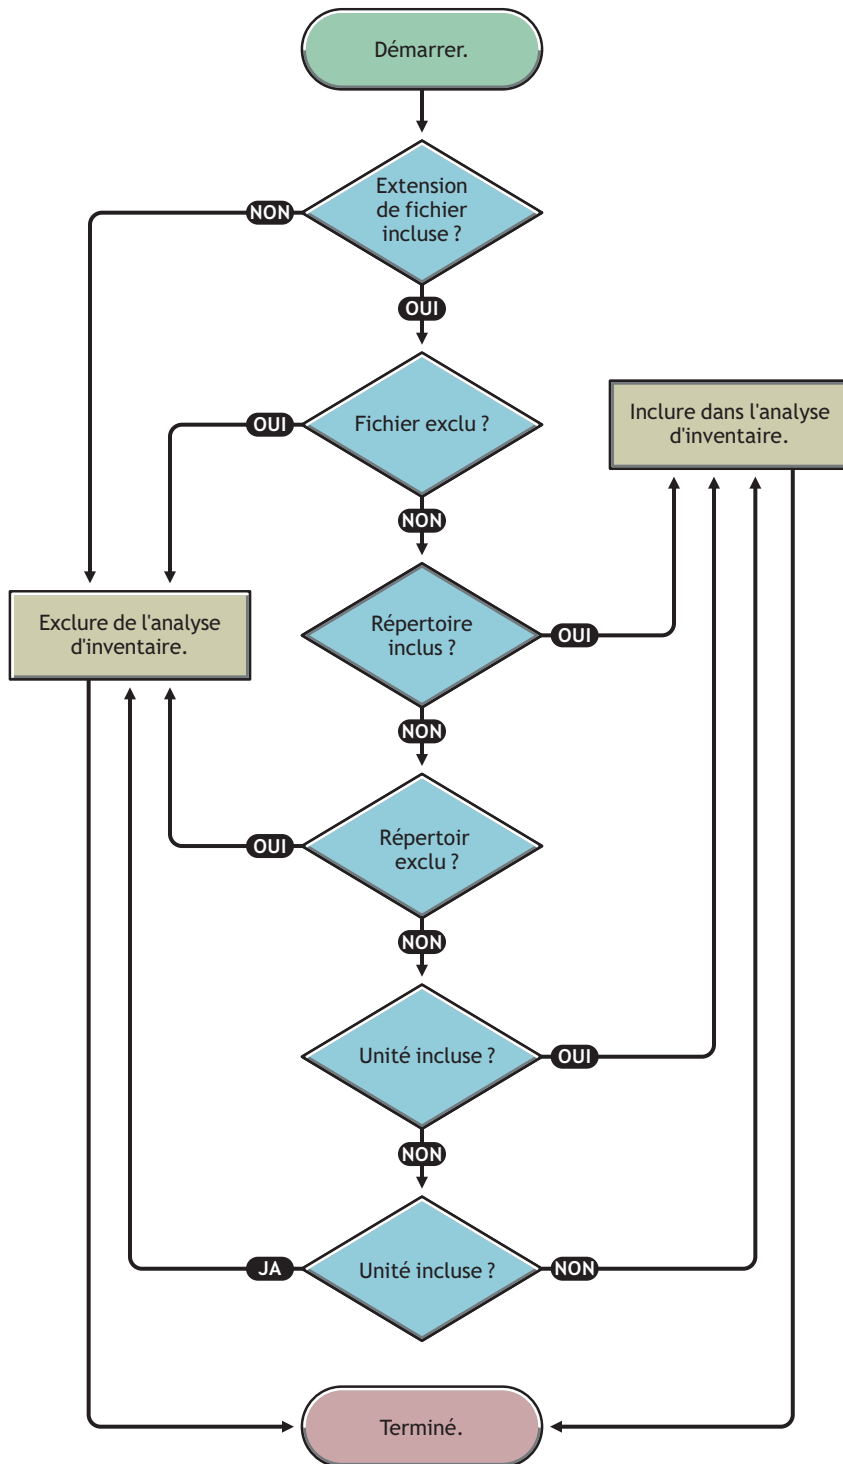 Démarrer.
Extension
de fichier
incluse ?
NON
OUI
Fichier exclu ?
OUI
NON
Inclure dans l'analyse
d'inventaire.
Exclure de l'analyse
d'inventaire.
Répertoire
inclus ?
OUI
NON
Répertoir
exclu ?
OUI
NON
Unité incluse ?
OUI
NON
Unité incluse ?
JA
NON
Terminé.